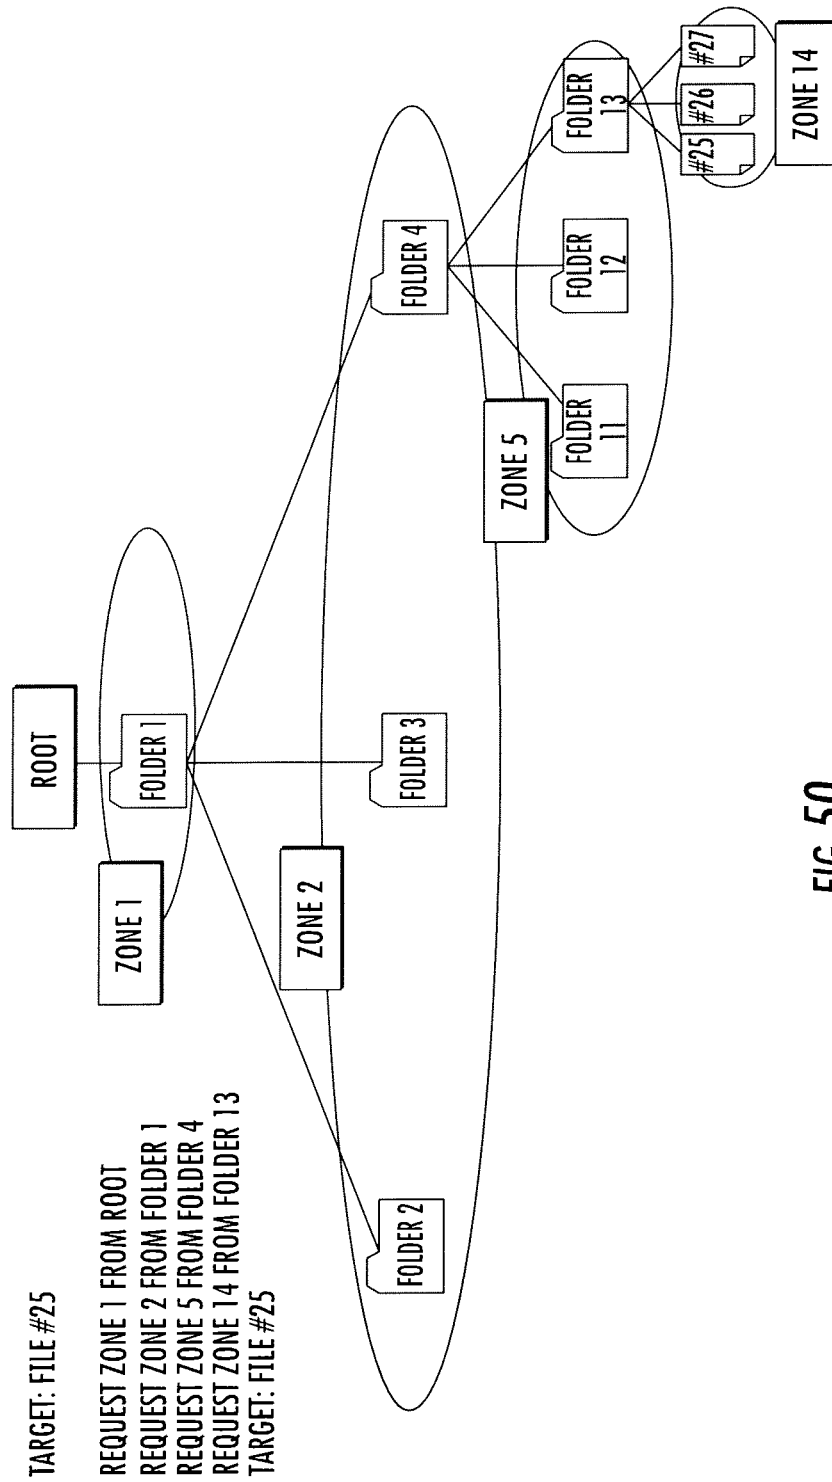 TARGET: FILE #25
REQUEST ZONE 1 FROM ROOT
REQUEST ZONE 2 FROM FOLDER 1
REQUEST ZONE 5 FROM FOLDER 4
REQUEST ZONE 14 FROM FOLDER 13
TARGET: FILE #25
ROOT
ZONE 1
FOLDER 1
ZONE 2
FOLDER 2
FOLDER 3
FOLDER 4
ZONE 5
FOLDER
11
FOLDER
12
FOLDER
13
#25
#26
#27
ZONE 14
FIG. 50